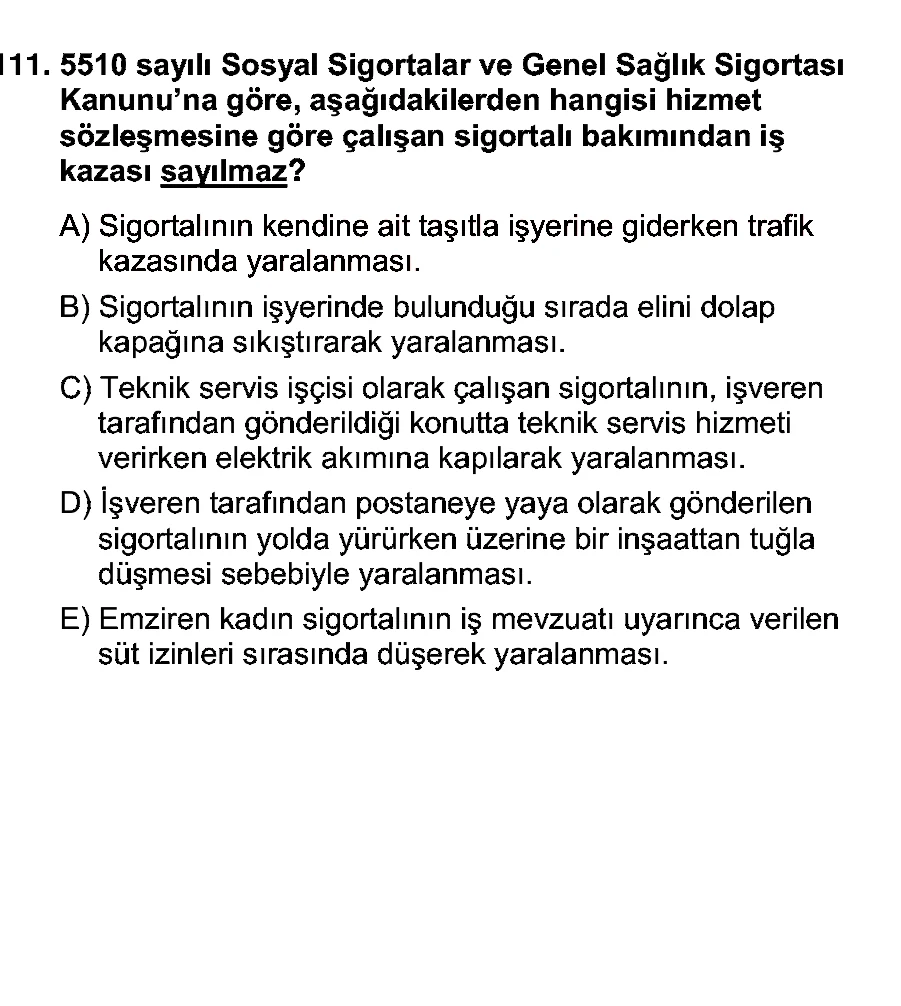 111. 5510 sayılı Sosyal Sigortalar ve Genel Sağlık Sigortası
Kanunu’na göre, aşağıdakilerden hangisi hizmet
sözleşmesine göre çalışan sigortalı bakımından iş
kazası sayılmaz?
A) Sigortalının kendine ait taşıtla işyerine giderken trafik
kazasında yaralanması.
B) Sigortalının işyerinde bulunduğu sırada elini dolap
kapağına sıkıştırarak yaralanması.
C) Teknik servis işçisi olarak çalışan sigortalının, işveren
tarafından gönderildiği konutta teknik servis hizmeti
verirken elektrik akımına kapılarak yaralanması.
D) İşveren tarafından postaneye yaya olarak gönderilen
sigortalının yolda yürürken üzerine bir inşaattan tuğla
düşmesi sebebiyle yaralanması.
E) Emziren kadın sigortalının iş mevzuatı uyarınca verilen
süt izinleri sırasında düşerek yaralanması.